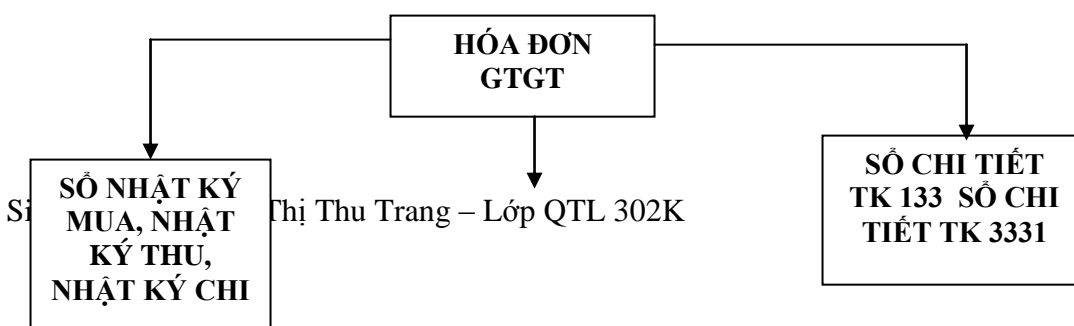 HÓA ĐƠN
GTGT
SỔ NHẬT KÝ
MUA, NHẬT
KÝ THU,
NHẬT KÝ CHI
Thị Thu Trang – Lớp QTL 302K
SỔ CHI TIẾT
TK 133 SỔ CHI
TIẾT TK 3331